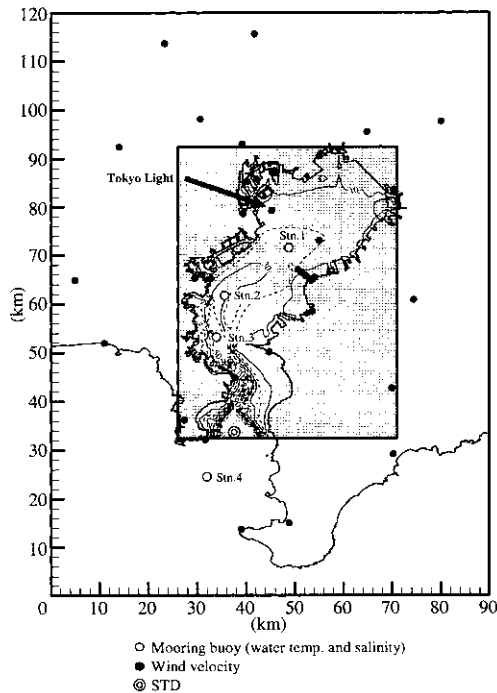 120
110
100
90
80
70
60
50
40
30
20
10
0
(km)
Tokyo Light
Stn.1
Stn.2
Stn.3
Stn.4
0 10 20 30 40 50 60 70 80 90
(km)
Mooring buoy (water temp. and salinity)
Wind velocity
STD